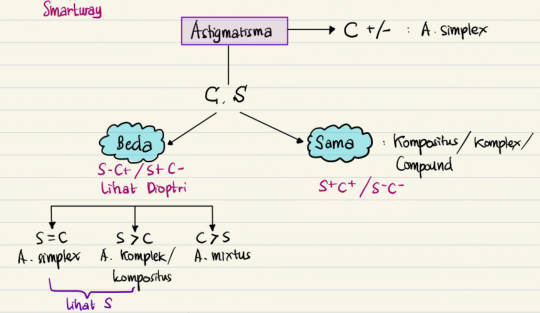 Smartway
Astigmatisma
C +/- : A. simplex
C, S
Beda
S-C+ / S+ C-
Lihat Dioptri
Sama
: Kompositus / Komplex /
Compound
S+C+ / S-C-
S = C
A. simplex
S > C
A. Komplek/
kompositus
C > S
A. mixtus
Lihat S